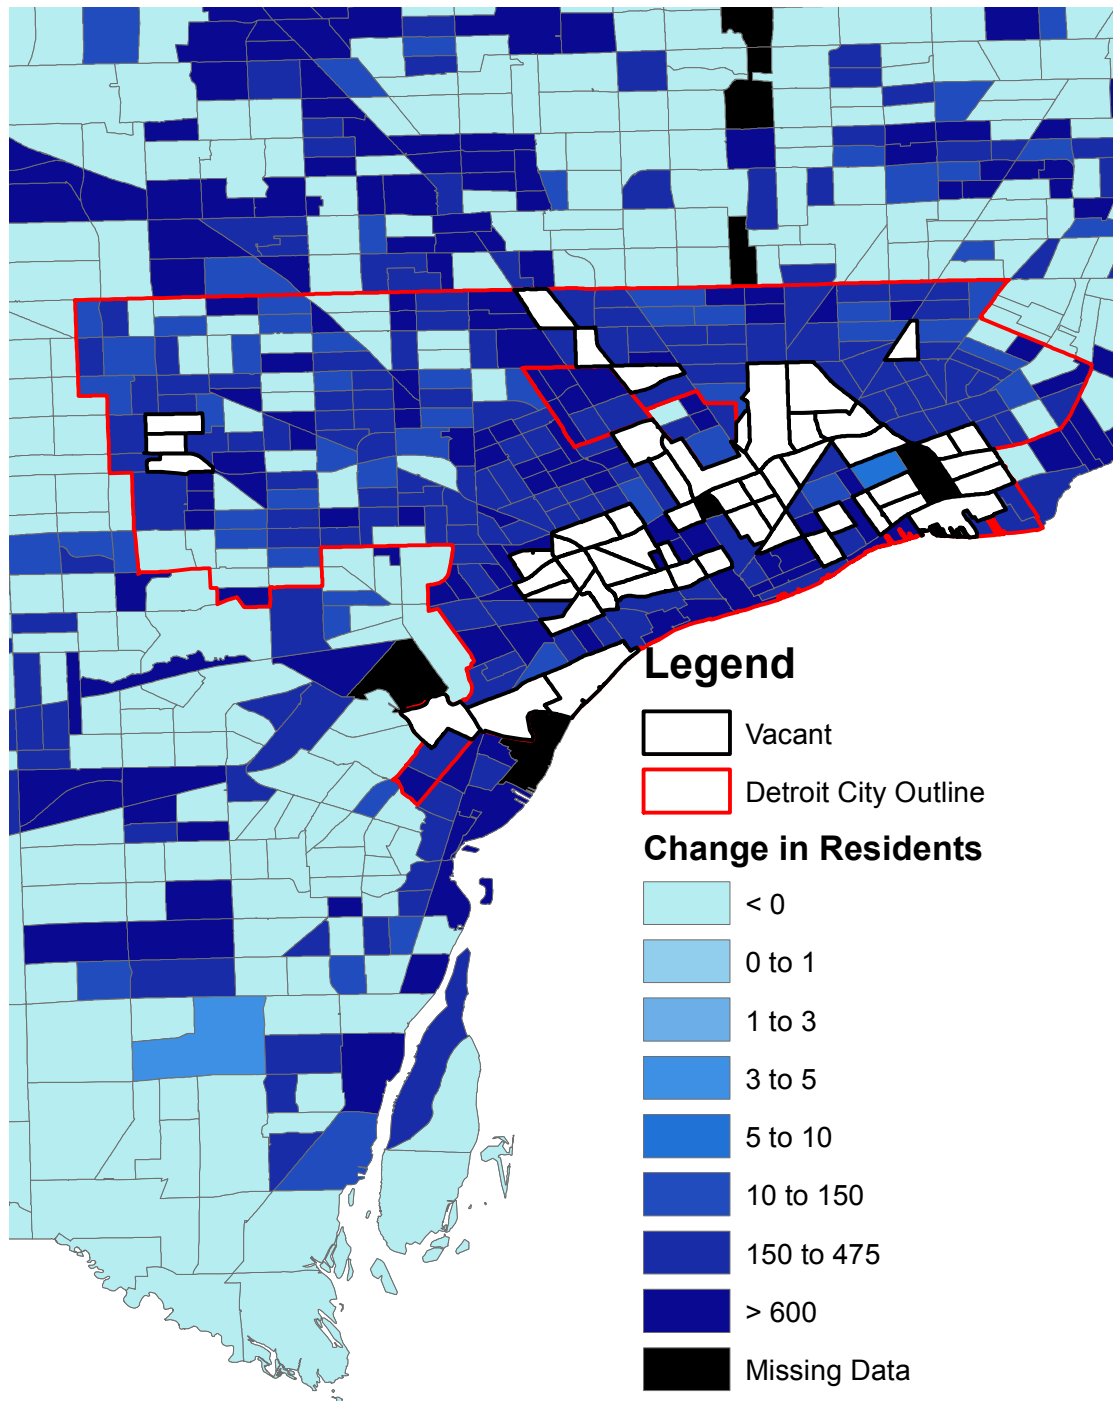 Legend
Vacant
Detroit City Outline
Change in Residents
< 0
0 to 1
1 to 3
3 to 5
5 to 10
10 to 150
150 to 475
> 600
Missing Data